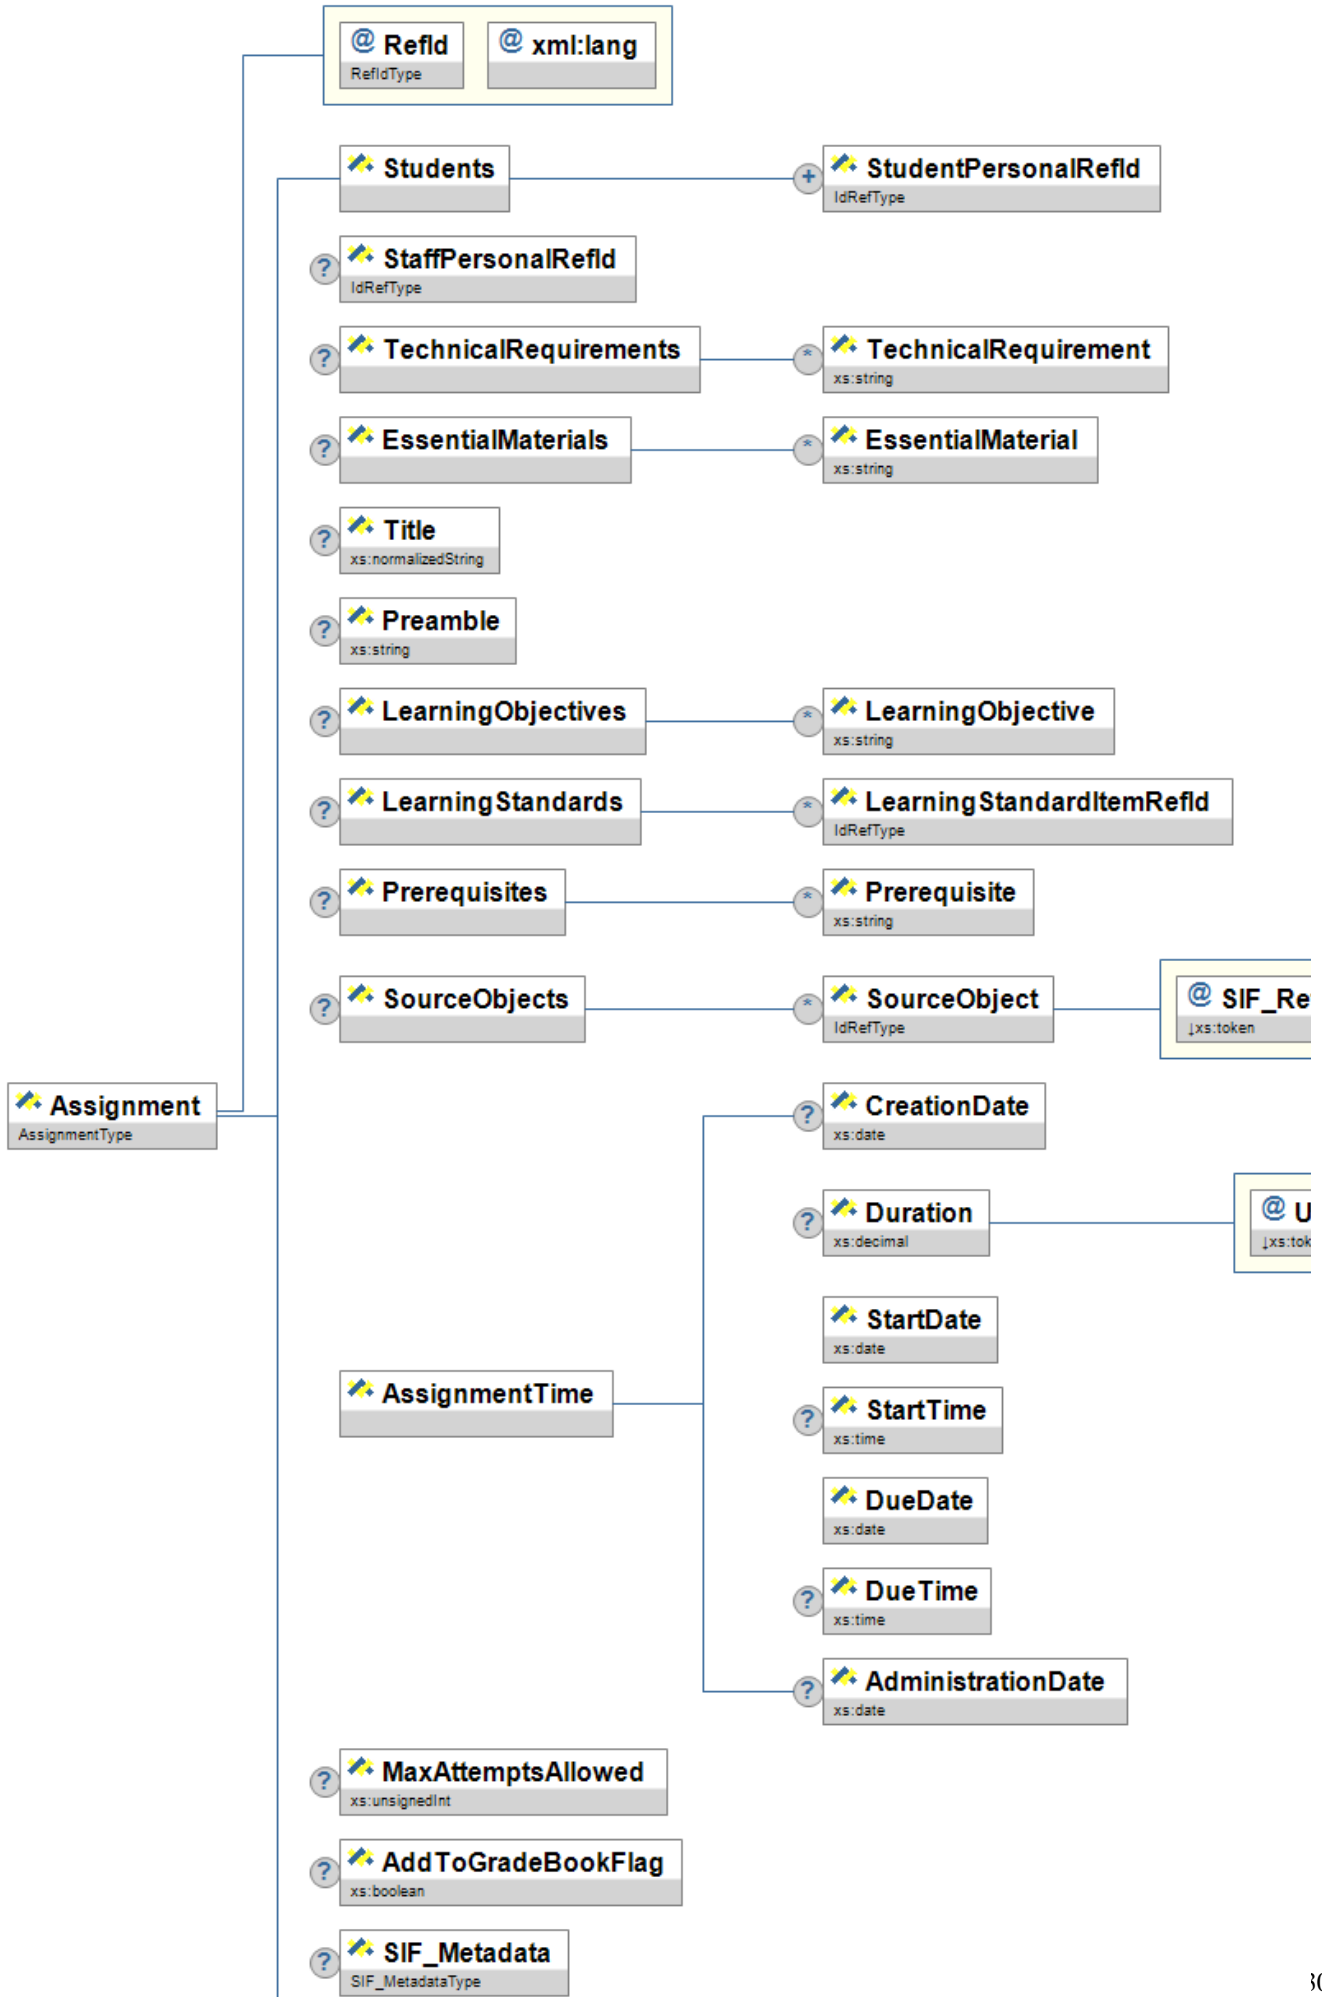 @ RefId @ xml:lang
RefIdType
Students + StudentPersonalRefId
IdRefType
? StaffPersonalRefId
IdRefType
? TechnicalRequirements * TechnicalRequirement
xs:string
? EssentialMaterials * EssentialMaterial
xs:string
? Title
xs:normalizedString
? Preamble
xs:string
? LearningObjectives * LearningObjective
xs:string
? LearningStandards * LearningStandardItemRefId
IdRefType
? Prerequisites * Prerequisite
xs:string
? SourceObjects * SourceObject @
IdRefType ↓xs:token
Assignment ? CreationDate
AssignmentType xs:date
? Duration @
xs:decimal
StartDate
xs:date
AssignmentTime
? StartTime
xs:time
DueDate
xs:date
? DueTime
xs:time
? AdministrationDate
xs:date
? MaxAttemptsAllowed
xs:unsignedInt
? AddToGradeBookFlag
xs:boolean
? SIF_Metadata
SIF_MetadataType